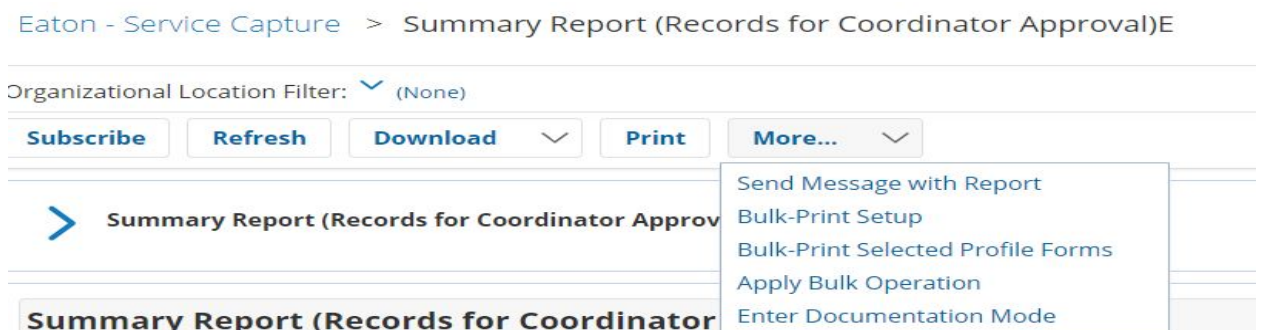 Eaton - Service Capture > Summary Report (Records for Coordinator Approval)E
Organizational Location Filter: (None)
Subscribe Refresh Download Print More...
Send Message with Report
Summary Report (Records for Coordinator Approv
Bulk-Print Setup
Bulk-Print Selected Profile Forms
Apply Bulk Operation
Enter Documentation Mode
Summary Report (Records for Coordinator